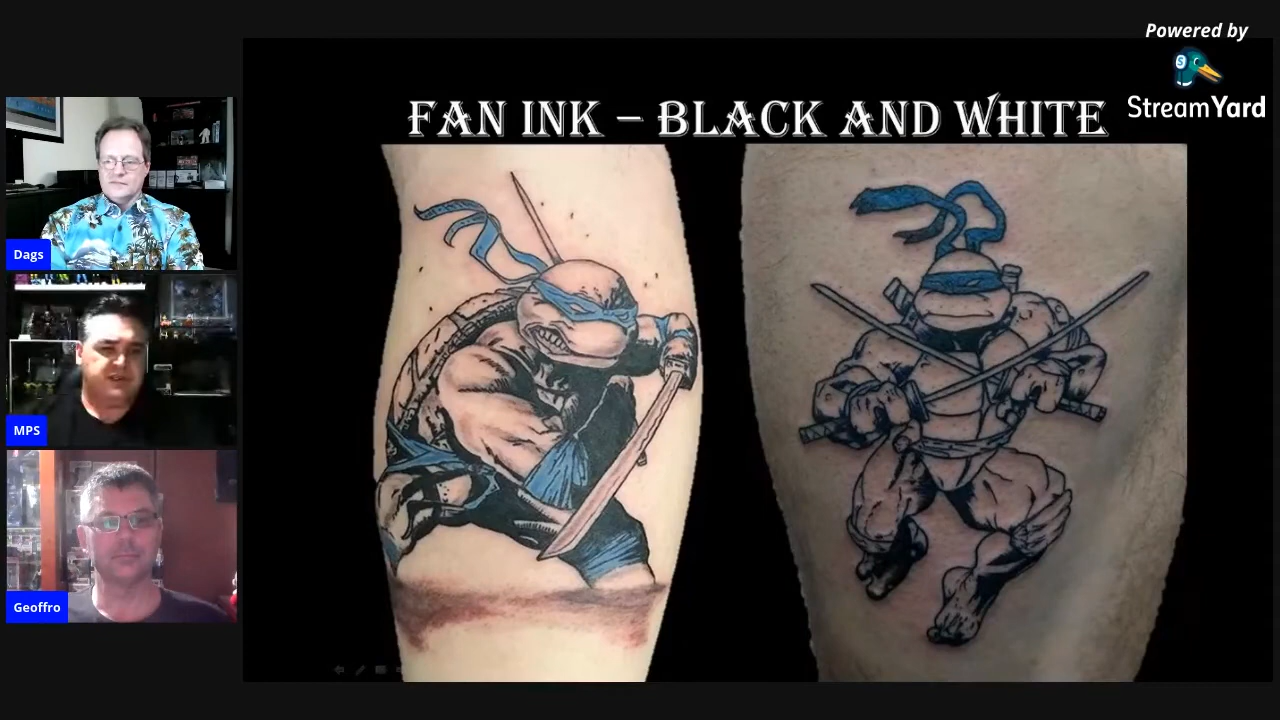 Powered by
StreamYard
FAN INK – BLACK AND WHITE
Dags
MPS
Geoffro